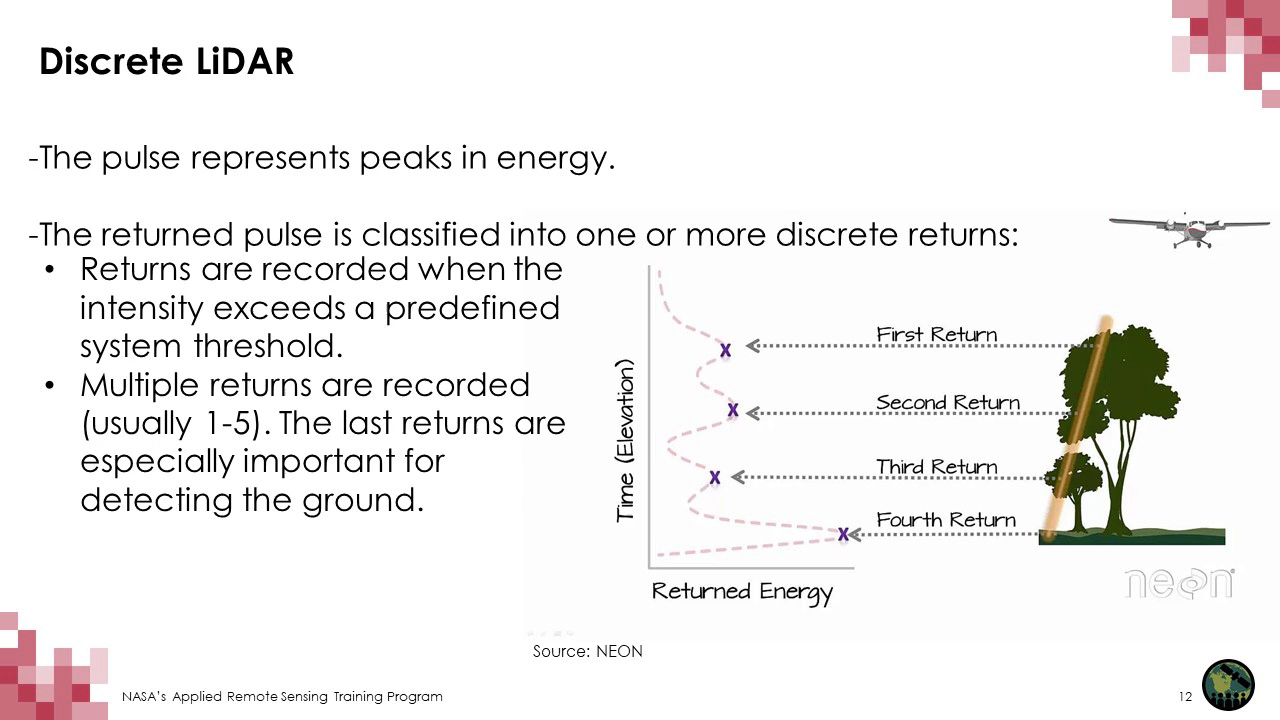 Discrete LiDAR
-The pulse represents peaks in energy.
-The returned pulse is classified into one or more discrete returns:
• Returns are recorded when the
intensity exceeds a predefined
system threshold.
• Multiple returns are recorded
(usually 1-5). The last returns are
especially important for
detecting the ground.
Time (Elevation)
X
X
X
X
First Return
Second Return
Third Return
Fourth Return
Returned Energy
neon
Source: NEON
NASA's Applied Remote Sensing Training Program
12